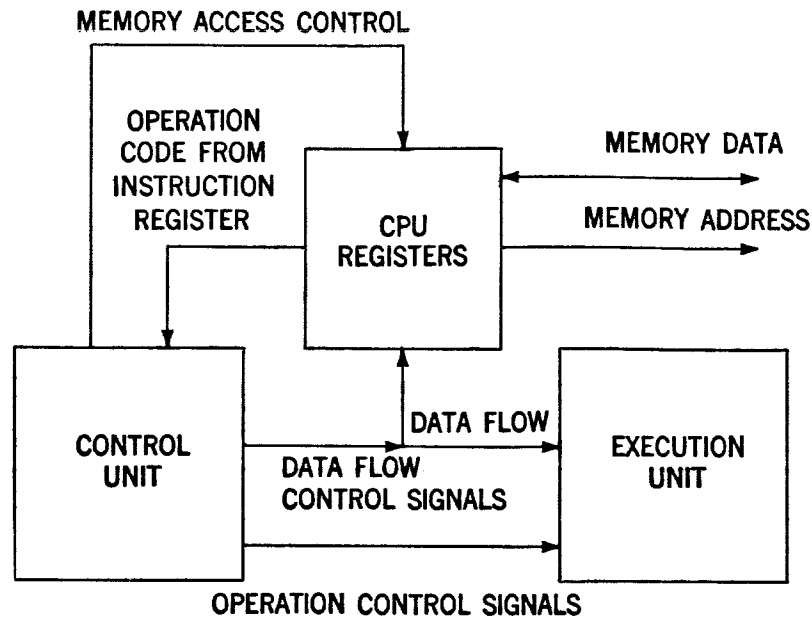 MEMORY ACCESS CONTROL
OPERATION
CODE FROM
INSTRUCTION
REGISTER
MEMORY DATA
CPU
REGISTERS
MEMORY ADDRESS
CONTROL
UNIT
DATA FLOW
EXECUTION
UNIT
DATA FLOW
CONTROL SIGNALS
OPERATION CONTROL SIGNALS